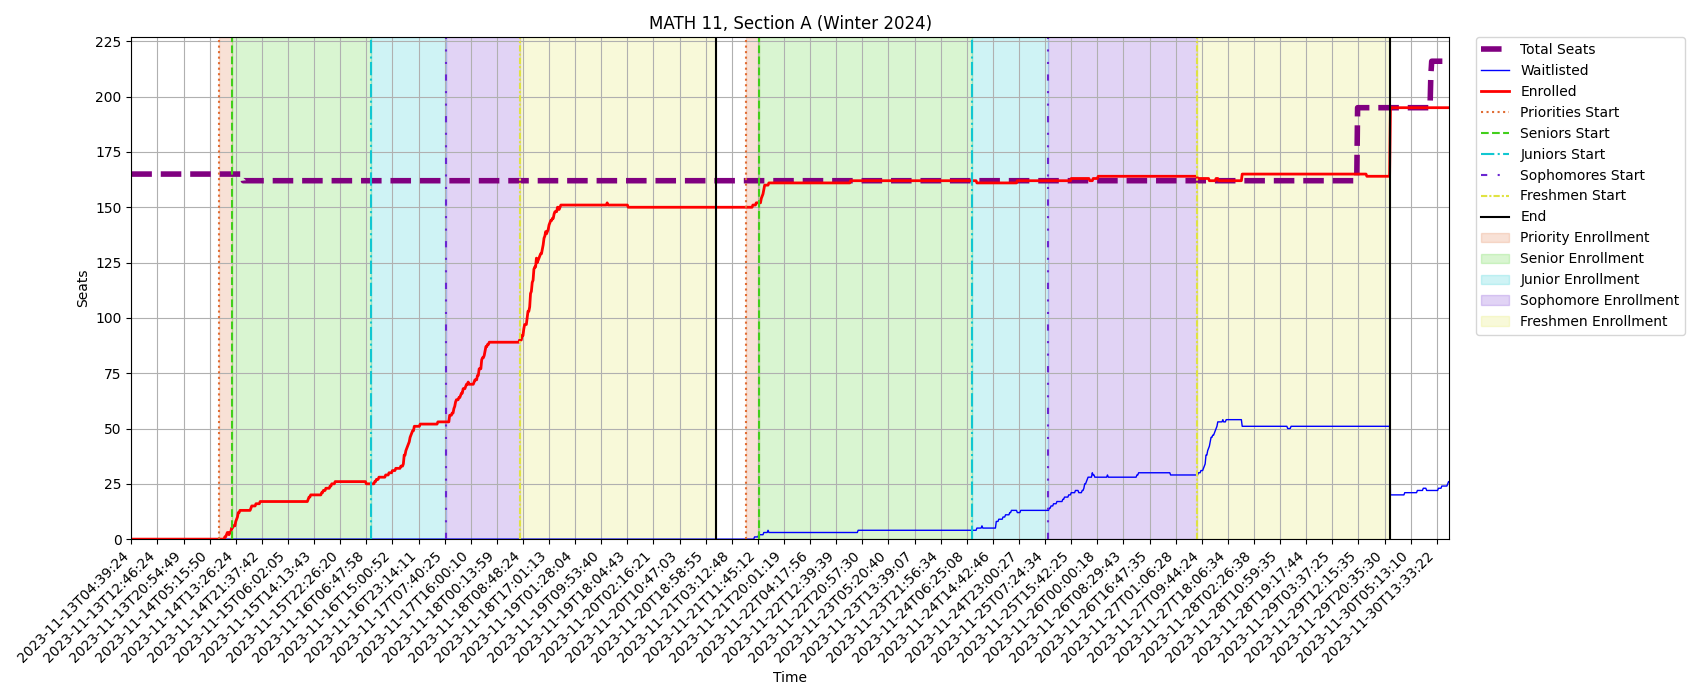 MATH 11, Section A (Winter 2024)
225
200
175
150
125
100
75
50
25
0
Seats
2023-11-13T04:39:24
2023-11-13T12:46:24
2023-11-13T20:54:49
2023-11-14T05:15:50
2023-11-14T13:26:24
2023-11-14T21:37:42
2023-11-15T06:02:05
2023-11-15T14:13:43
2023-11-15T22:26:20
2023-11-16T06:47:58
2023-11-16T15:00:52
2023-11-16T23:14:11
2023-11-17T07:40:25
2023-11-17T16:00:10
2023-11-18T00:13:59
2023-11-18T08:48:24
2023-11-18T17:01:13
2023-11-19T01:28:04
2023-11-19T09:53:40
2023-11-19T18:04:43
2023-11-20T02:16:21
2023-11-20T10:47:03
2023-11-20T18:58:55
2023-11-21T03:12:48
2023-11-21T11:45:12
2023-11-21T20:01:19
2023-11-22T04:17:56
2023-11-22T12:39:39
2023-11-22T20:57:30
2023-11-23T05:20:40
2023-11-23T13:39:07
2023-11-23T21:56:34
2023-11-24T06:25:08
2023-11-24T14:42:46
2023-11-24T23:00:27
2023-11-25T07:24:34
2023-11-25T15:42:25
2023-11-26T00:00:18
2023-11-26T08:29:43
2023-11-26T16:47:35
2023-11-27T01:06:28
2023-11-27T09:44:24
2023-11-27T18:06:34
2023-11-28T02:26:38
2023-11-28T10:59:35
2023-11-28T19:17:44
2023-11-29T03:37:25
2023-11-29T12:15:35
2023-11-29T20:35:30
2023-11-30T05:13:10
2023-11-30T13:33:22
Time
Total Seats
Waitlisted
Enrolled
Priorities Start
Seniors Start
Juniors Start
Sophomores Start
Freshmen Start
End
Priority Enrollment
Senior Enrollment
Junior Enrollment
Sophomore Enrollment
Freshmen Enrollment